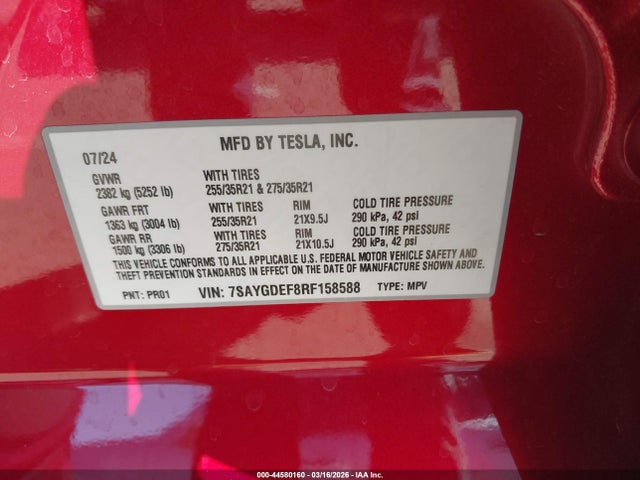 MFD BY TESLA, INC.
07/24
GVWR WITH TIRES
2382 kg (5252 lb) 255/35R21 & 275/35R21
GAWR FRT WITH TIRES RIM COLD TIRE PRESSURE
1363 kg (3004 lb) 255/35R21 21X9.5J 290 kPa, 42 psi
GAWR RR WITH TIRES RIM COLD TIRE PRESSURE
1500 kg (3306 lb) 275/35R21 21X10.5J 290 kPa, 42 psi
THIS VEHICLE CONFORMS TO ALL APPLICABLE U.S. FEDERAL MOTOR VEHICLE SAFETY AND
THEFT PREVENTION STANDARDS IN EFFECT ON THE DATE OF MANUFACTURE SHOWN ABOVE.
PNT: PR01 VIN: 7SAYGDEF8RF158588 TYPE: MPV
000-44580160 - 03/16/2026 - IAA Inc.